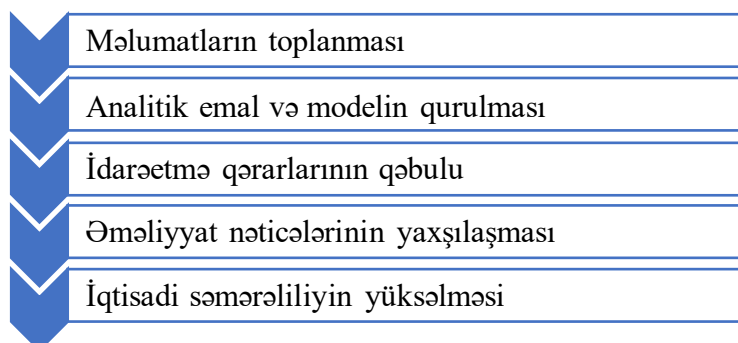 Məlumatların toplanması
Analitik emal və modelin qurulması
İdarəetmə qərarlarının qəbulu
Əməliyyat nəticələrinin yaxşılaşması
İqtisadi səmərəliliyin yüksəlməsi